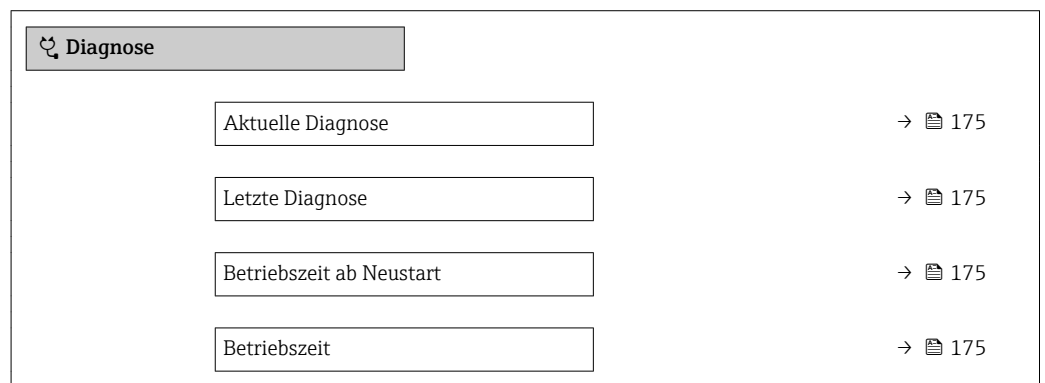 Diagnose
Aktuelle Diagnose → 175
Letzte Diagnose → 175
Betriebszeit ab Neustart → 175
Betriebszeit → 175